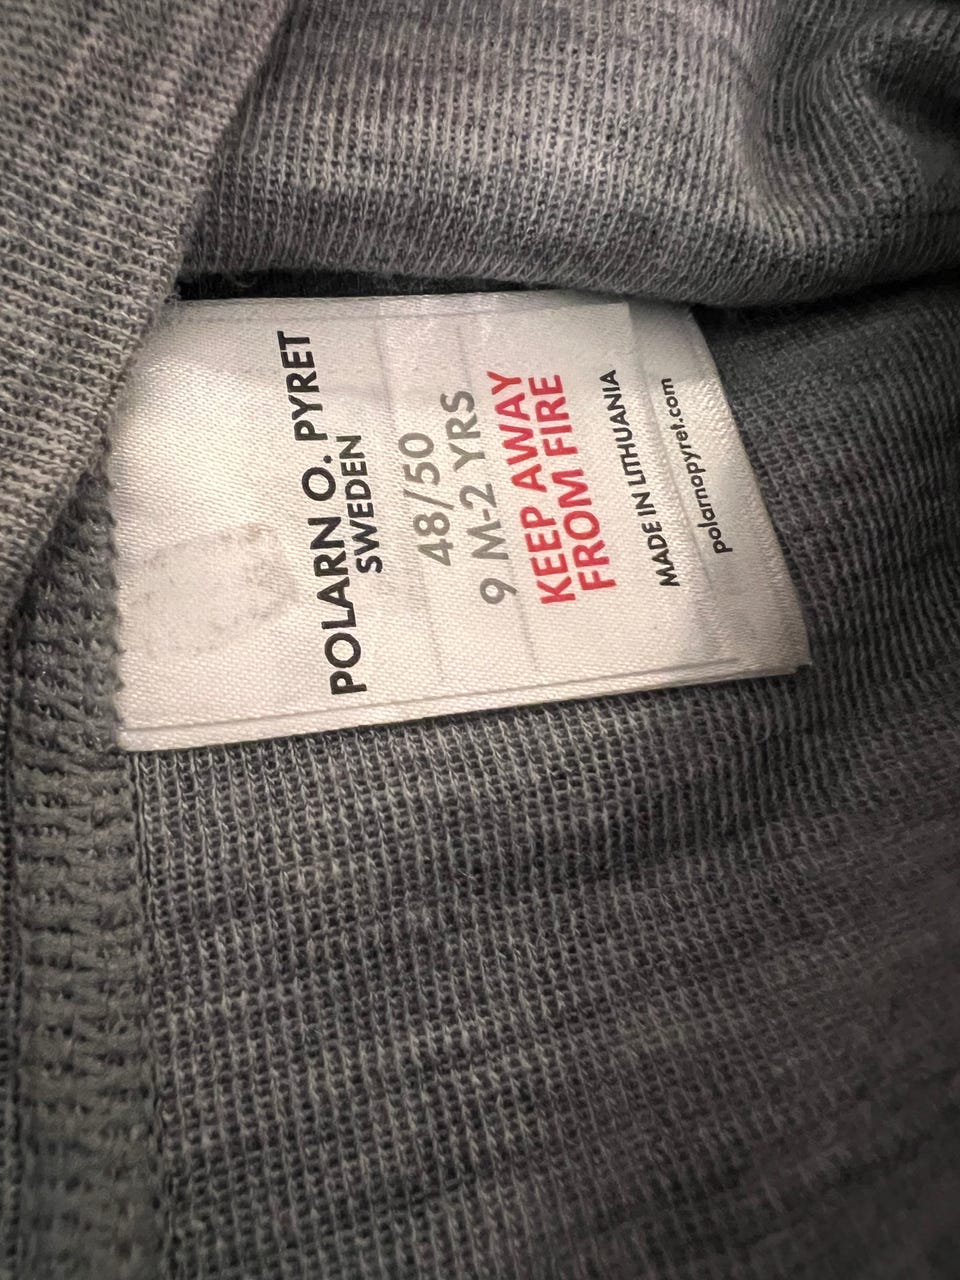 POLARN O. PYRET
SWEDEN
48/50
9 M-2 YRS
KEEP AWAY
FROM FIRE
MADE IN LITHUANIA
polarnopyret.com